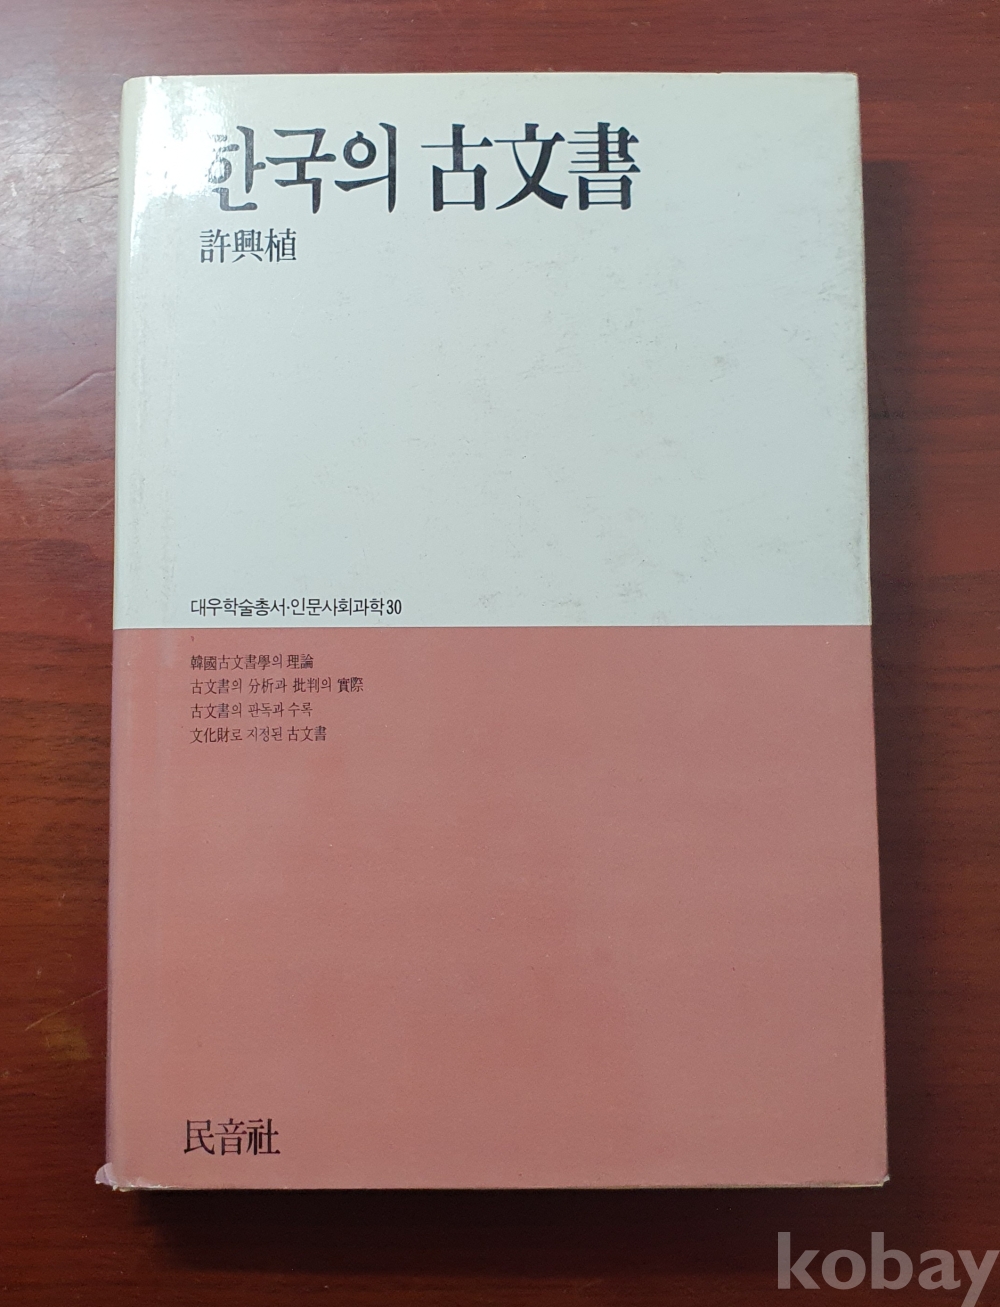 한국의 古文書
許興植
대우학술총서·인문사회과학30
韓國古文書學의 理論
古文書의 分析과 批判의 實際
古文書의 판독과 수록
文化財로 지정된 古文書
民音社
kobay